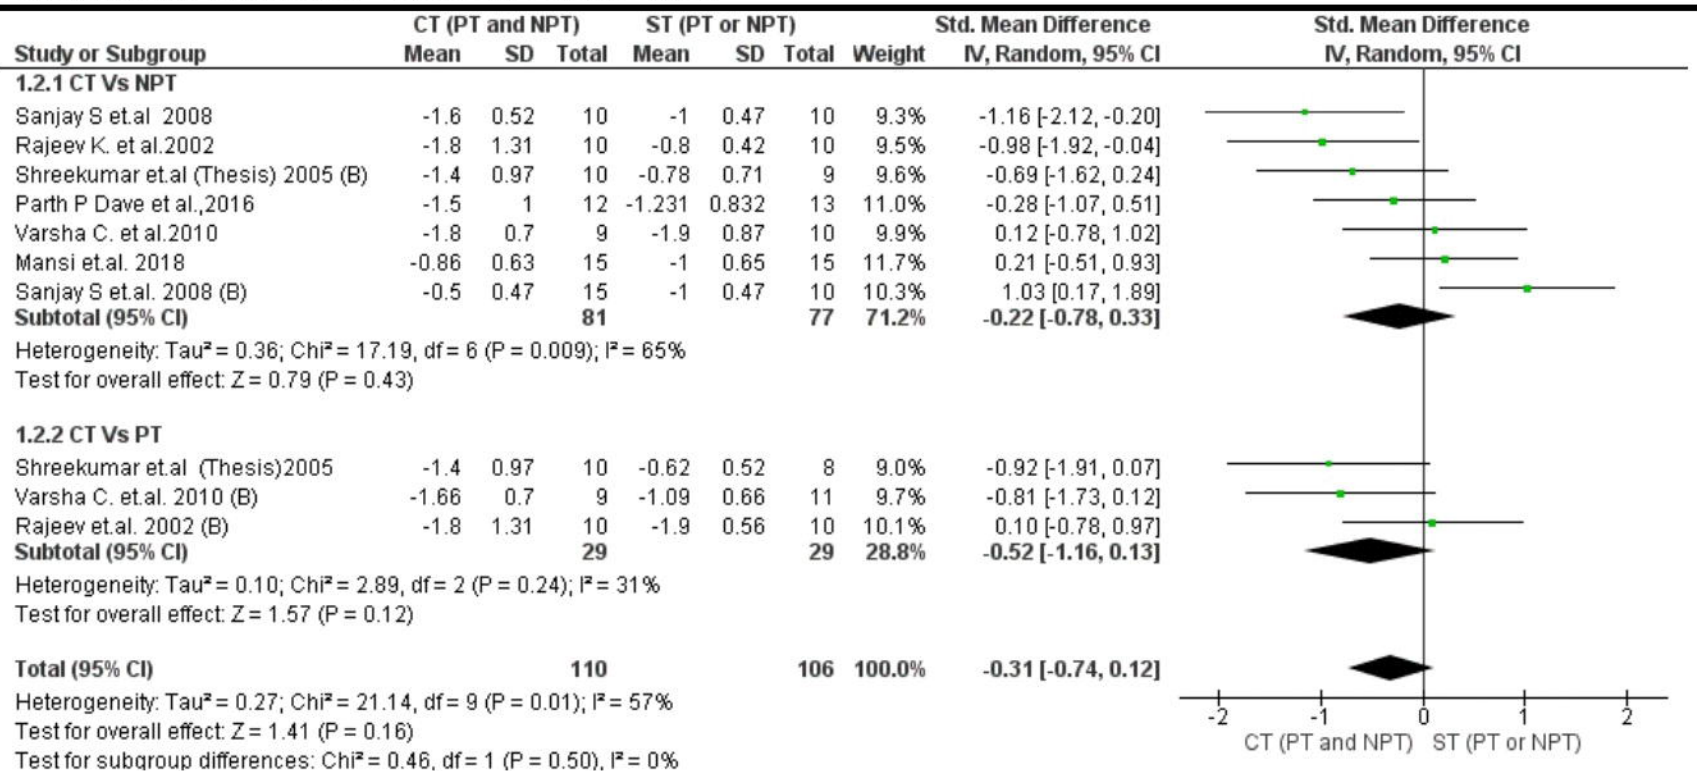 CT (PT and NPT) ST (PT or NPT) Std. Mean Difference Std. Mean Difference
Study or Subgroup Mean SD Total Mean SD Total Weight IV, Random, 95% CI IV, Random, 95% CI
1.2.1 CT Vs NPT
Sanjay S et.al 2008 -1.6 0.52 10 -1 0.47 10 9.3% -1.16 [-2.12, -0.20]
Rajeev K. et al.2002 -1.8 1.31 10 -0.8 0.42 10 9.5% -0.98 [-1.92, -0.04]
Shreekumar et.al (Thesis) 2005 (B) -1.4 0.97 10 -0.78 0.71 9 9.6% -0.69 [-1.62, 0.24]
Parth P Dave et al.,2016 -1.5 1 12 -1.231 0.832 13 11.0% -0.28 [-1.07, 0.51]
Varsha C. et al.2010 -1.8 0.7 9 -1.9 0.87 10 9.9% 0.12 [-0.78, 1.02]
Mansi et.al. 2018 -0.86 0.63 15 -1 0.65 15 11.7% 0.21 [-0.51, 0.93]
Sanjay S et.al. 2008 (B) -0.5 0.47 15 -1 0.47 10 10.3% 1.03 [0.17, 1.89]
Subtotal (95% CI) 81 77 71.2% -0.22 [-0.78, 0.33]
Heterogeneity: Tau² = 0.36; Chi² = 17.19, df = 6 (P = 0.009); I² = 65%
Test for overall effect: Z = 0.79 (P = 0.43)
1.2.2 CT Vs PT
Shreekumar et.al (Thesis)2005 -1.4 0.97 10 -0.62 0.52 8 9.0% -0.92 [-1.91, 0.07]
Varsha C. et.al. 2010 (B) -1.66 0.7 9 -1.09 0.66 11 9.7% -0.81 [-1.73, 0.12]
Rajeev et.al. 2002 (B) -1.8 1.31 10 -1.9 0.56 10 10.1% 0.10 [-0.78, 0.97]
Subtotal (95% CI) 29 29 28.8% -0.52 [-1.16, 0.13]
Heterogeneity: Tau² = 0.10; Chi² = 2.89, df = 2 (P = 0.24); I² = 31%
Test for overall effect: Z = 1.57 (P = 0.12)
Total (95% CI) 110 106 100.0% -0.31 [-0.74, 0.12]
Heterogeneity: Tau² = 0.27; Chi² = 21.14, df = 9 (P = 0.01); I² = 57%
-2 -1 0 1 2
Test for overall effect: Z = 1.41 (P = 0.16)
CT (PT and NPT) ST (PT or NPT)
Test for subgroup differences: Chi² = 0.46, df = 1 (P = 0.50), I² = 0%